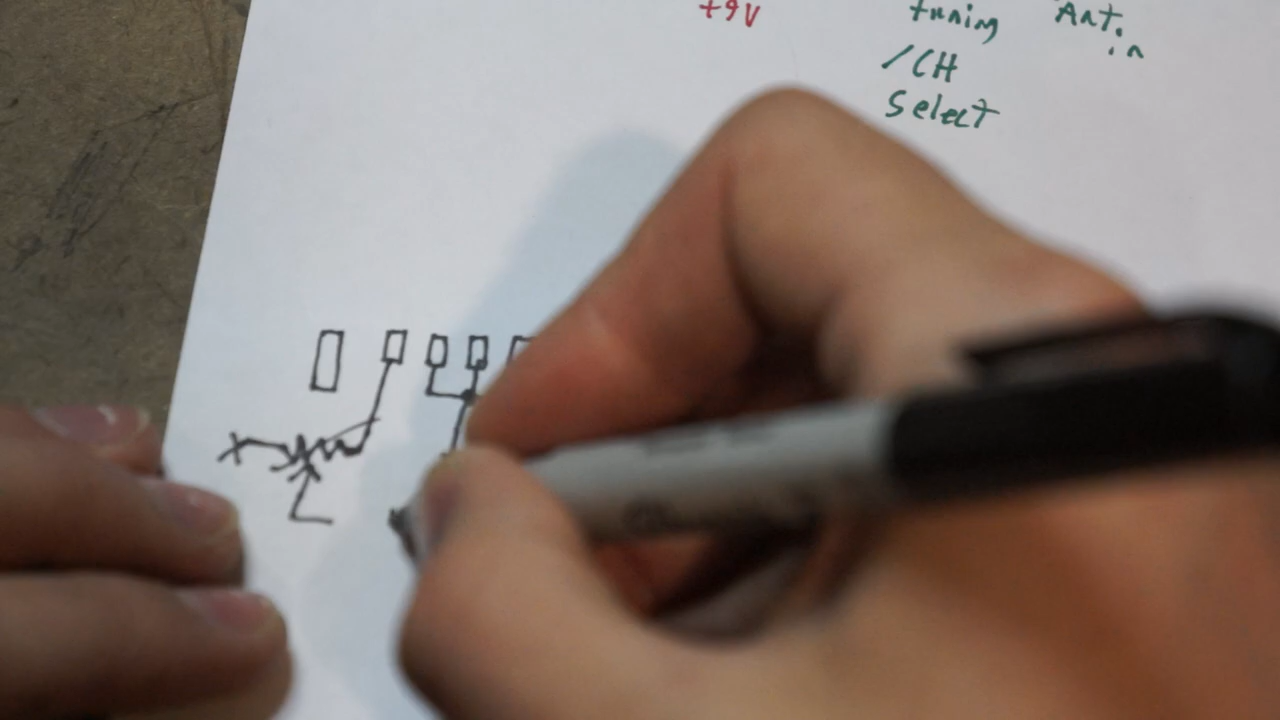 +9V
tuning
/CH
Select
Ant.
in